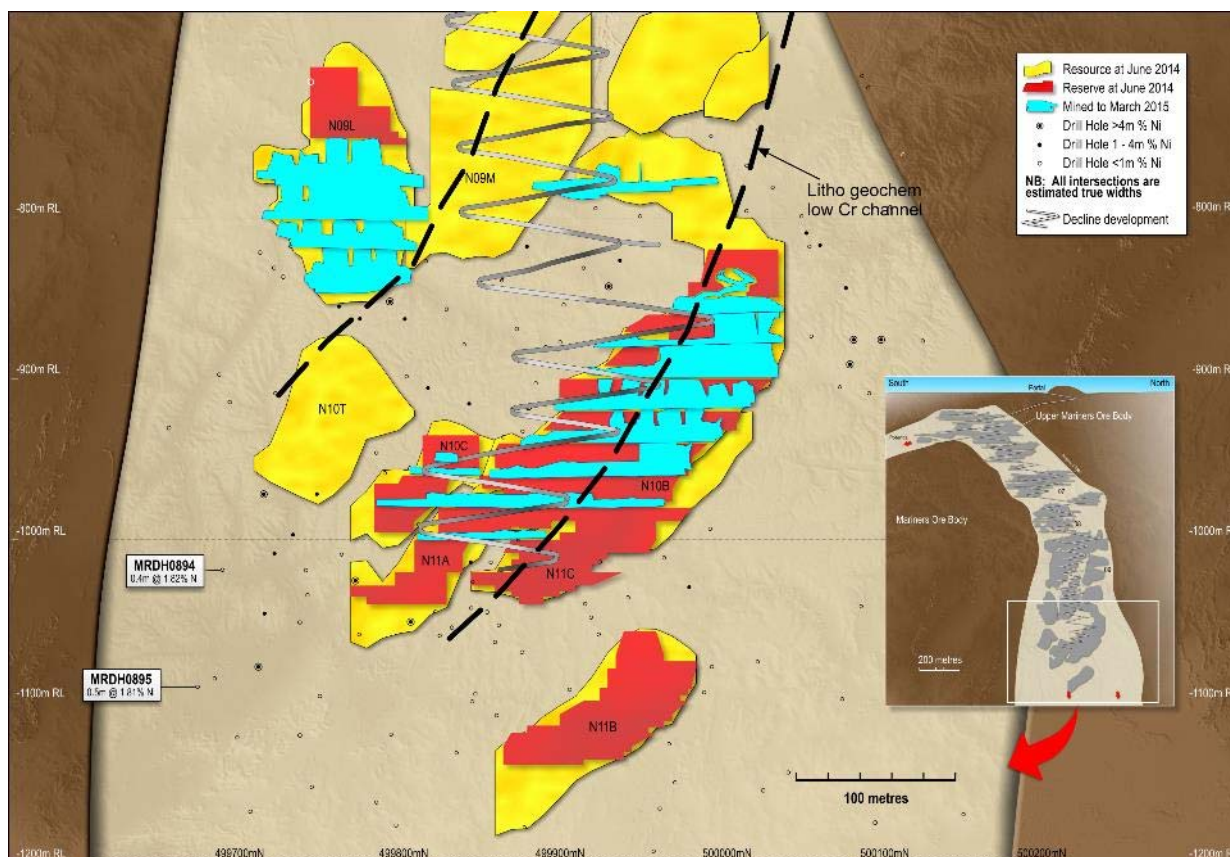 Resource at June 2014
Reserve at June 2014
Mined to March 2015
Drill Hole >4m % Ni
Drill Hole 1 - 4m % Ni
Drill Hole <1m % Ni
NB: All intersections are
estimated true widths
Decline development
N09L
N09M
Litho geochem
low Cr channel
-800m RL
-800m RL
-900m RL
-900m RL
N10T
N10C
N10B
-1000m RL
-1000m RL
N11A
N11C
MRDH0894
0.4m @ 1.82% N
MRDH0895
0.5m @ 1.81% N
N11B
-1100m RL
-1100m RL
South
Portal
North
Upper Mariners Ore Body
Mariners Ore Body
07
08
09
200 metres
100 metres
-1200m RL
499700mN
499800mN
499900mN
500000mN
500100mN
500200mN
-1200m RL